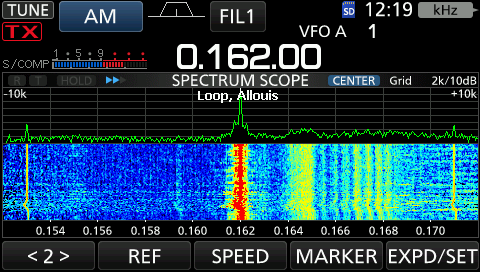 TUNE AM FIL1 SD 12:19 kHz
TX VFO A 1
1 5 9
S/COMP 0.162.00
R T HOLD SPECTRUM SCOPE CENTER Grid 2k/10dB
-10k Loop, Allouis +10k
0.154 0.156 0.158 0.160 0.162 0.164 0.166 0.168 0.170
< 2 > REF SPEED MARKER EXPD/SET